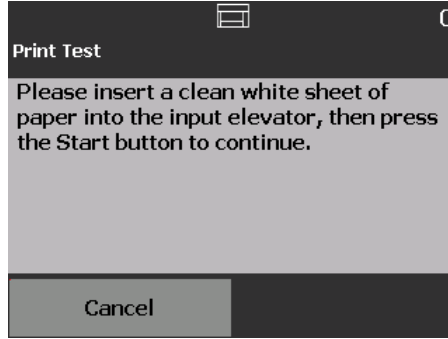 Print Test
Please insert a clean white sheet of
paper into the input elevator, then press
the Start button to continue.
Cancel